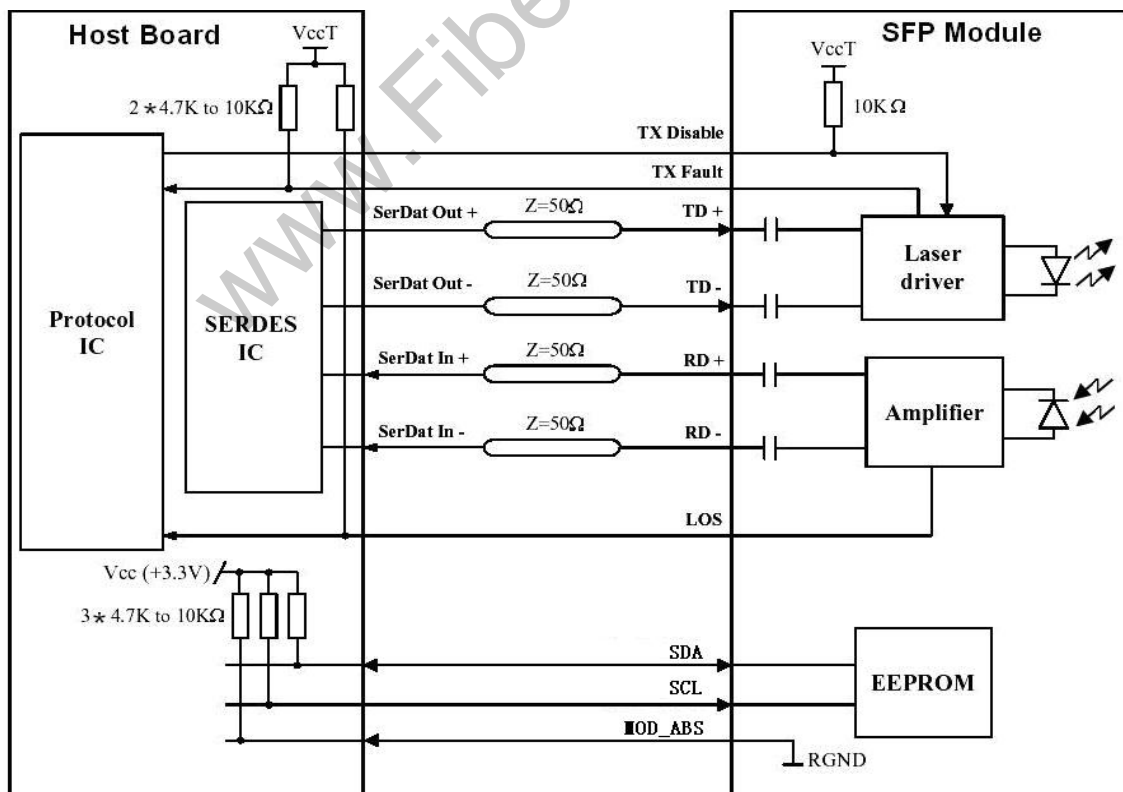 Host Board
SFP Module
VccT
VccT
2*4.7K to 10KΩ
10K Ω
TX Disable
TX Fault
SerDat Out +
Z=50Ω
TD +
Laser
driver
SerDat Out -
Z=50Ω
TD -
Protocol
IC
SERDES
IC
SerDat In +
Z=50Ω
RD +
Amplifier
SerDat In -
Z=50Ω
RD -
LOS
Vcc (+3.3V)
3* 4.7K to 10KΩ
SDA
SCL
EEPROM
MOD_ABS
RGND
www.Fibe